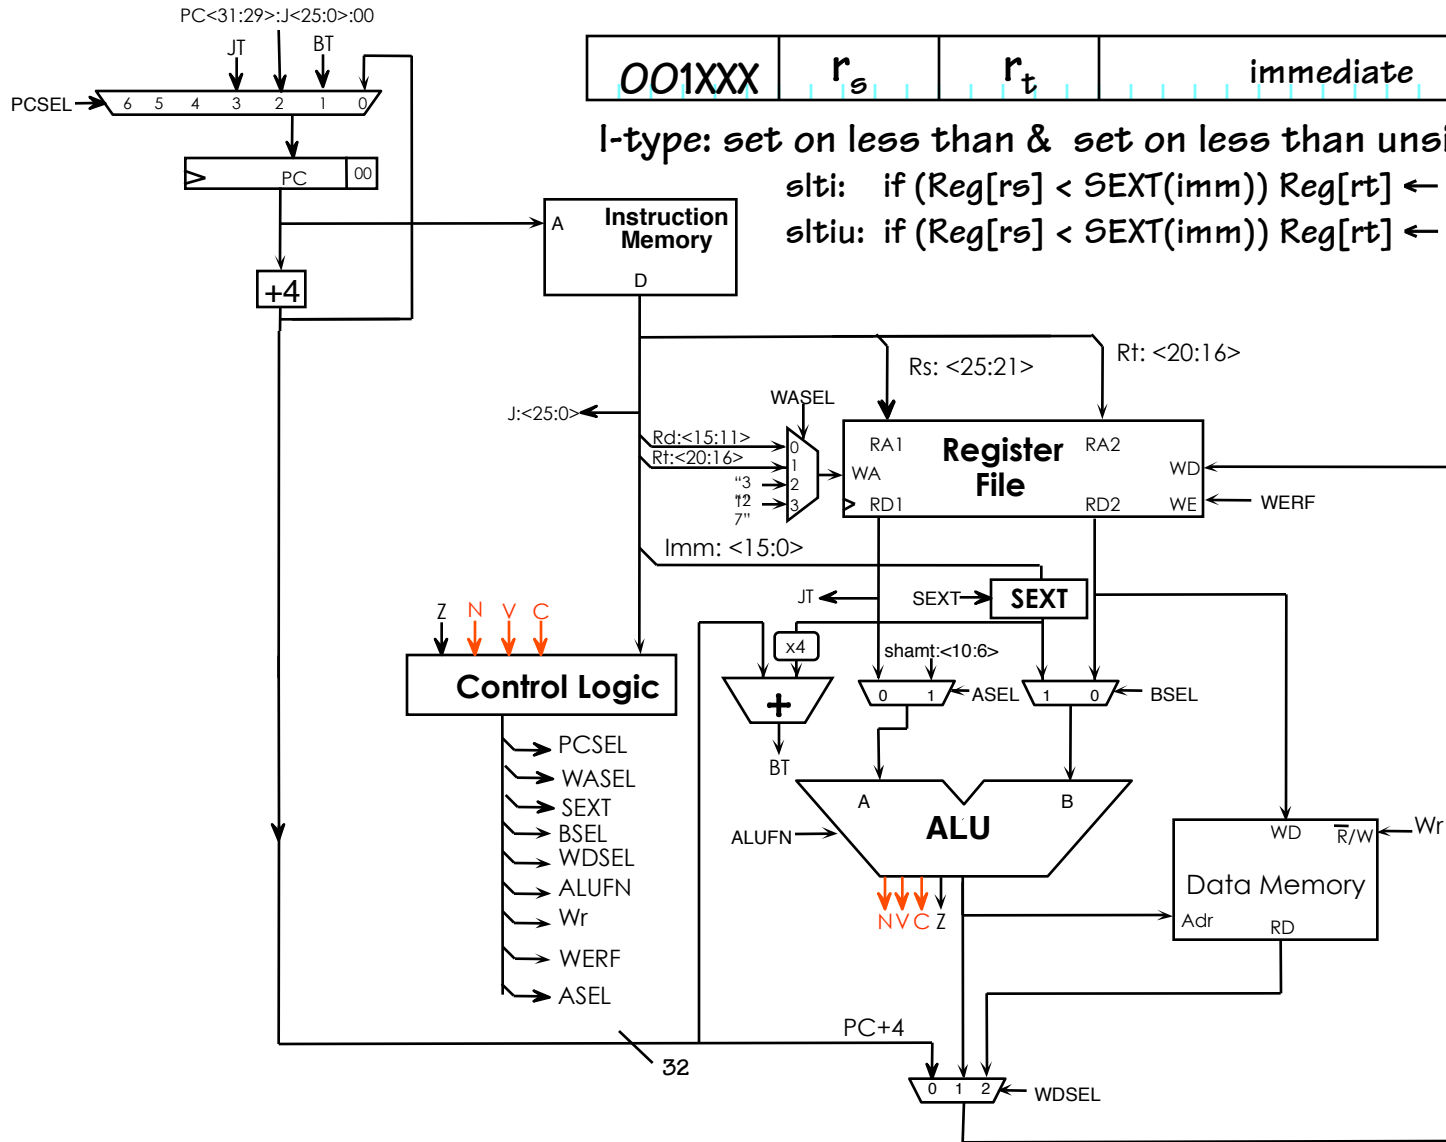 PC<31:29>:J<25:0>:00
JT
BT
PCSEL
6 5 4 3 2 1 0
PC
00
+4
001XXX rs rt immediate
I-type: set on less than & set on less than unsi
slti: if (Reg[rs] < SEXT(imm)) Reg[rt] ←
sltiu: if (Reg[rs] < SEXT(imm)) Reg[rt] ←
A
Instruction
Memory
D
Rs: <25:21>
Rt: <20:16>
J:<25:0>
WASEL
Rd:<15:11>
Rt:<20:16>
0
1
2
3
"3
7"
RA1
RA2
Register
File
WA
WD
RD1
RD2
WE
WERF
Imm: <15:0>
JT
SEXT
SEXT
x4
shamt:<10:6>
Z N V C
Control Logic
+
BT
0 1
ASEL
1 0
BSEL
PCSEL
WASEL
SEXT
BSEL
WDSEL
ALUFN
Wr
WERF
ASEL
A
B
ALU
ALUFN
N V C Z
WD
R/W
Wr
Data Memory
Adr
RD
PC+4
32
0 1 2
WDSEL